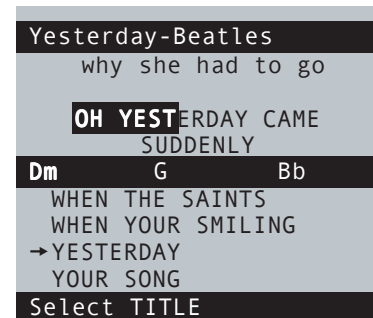 Yesterday-Beatles
why she had to go
OH YESTERDAY CAME
SUDDENLY
Dm G Bb
WHEN THE SAINTS
WHEN YOUR SMILING
→YESTERDAY
YOUR SONG
Select TITLE